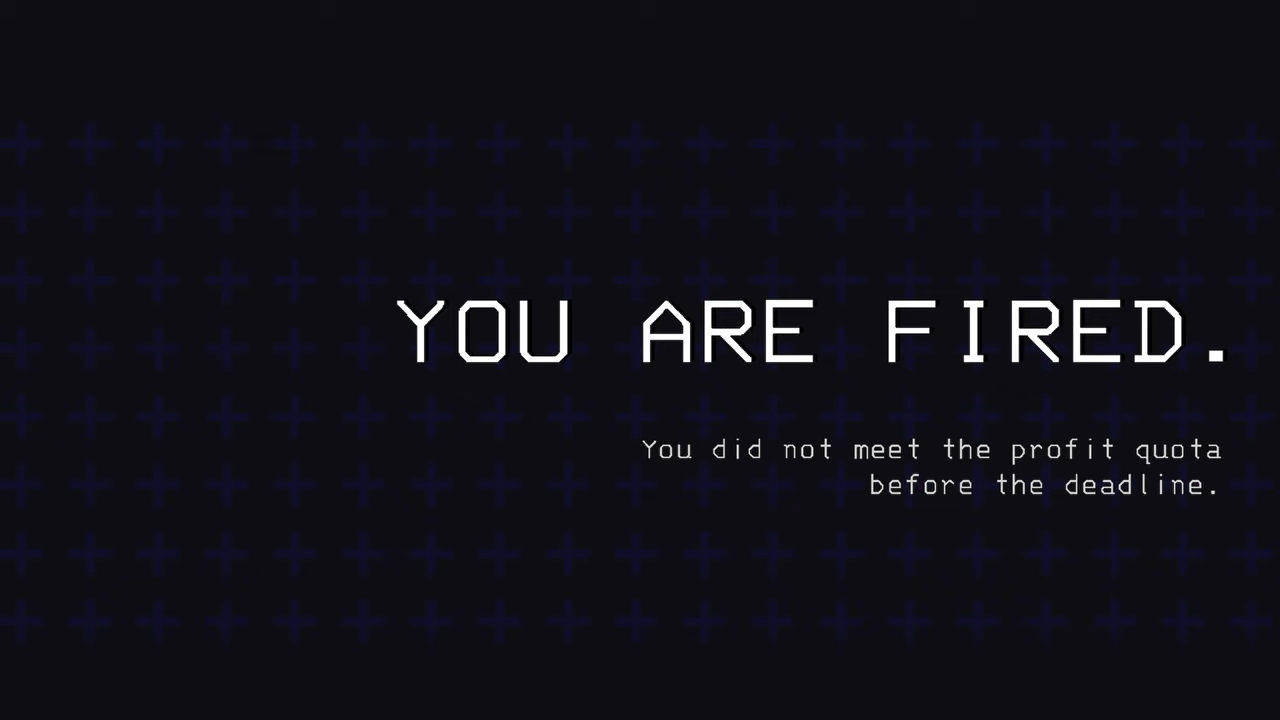 YOU ARE FIRED.
You did not meet the profit quota
before the deadline.